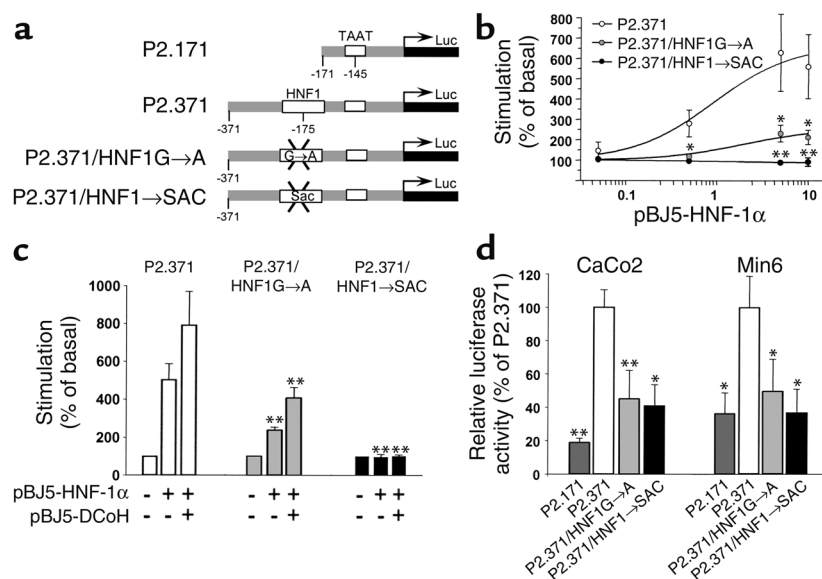 a
P2.171
TAAT
Luc
-171 -145
P2.371
HNF1
Luc
-371 -175
P2.371/HNF1G→A
G→A
Luc
-371
P2.371/HNF1→SAC
Sac
Luc
-371
b
P2.371
P2.371/HNF1G→A
P2.371/HNF1→SAC
Stimulation
(% of basal)
800
700
600
500
400
300
200
100
* * *
** **
0.1 1 10
pBJ5-HNF-1α
c
P2.371 P2.371/HNF1G→A P2.371/HNF1→SAC
Stimulation
(% of basal)
1000
800
600
400
200
0
** ** ** **
pBJ5-HNF-1α - + + - + + - + +
pBJ5-DCoH - - + - - + - - +
d
CaCo2 Min6
Relative luciferase
activity (% of P2.371)
120
100
80
60
40
20
0
** ** * * * *
P2.171 P2.371 P2.371/HNF1G→A P2.371/HNF1→SAC
P2.171 P2.371 P2.371/HNF1G→A P2.371/HNF1→SAC